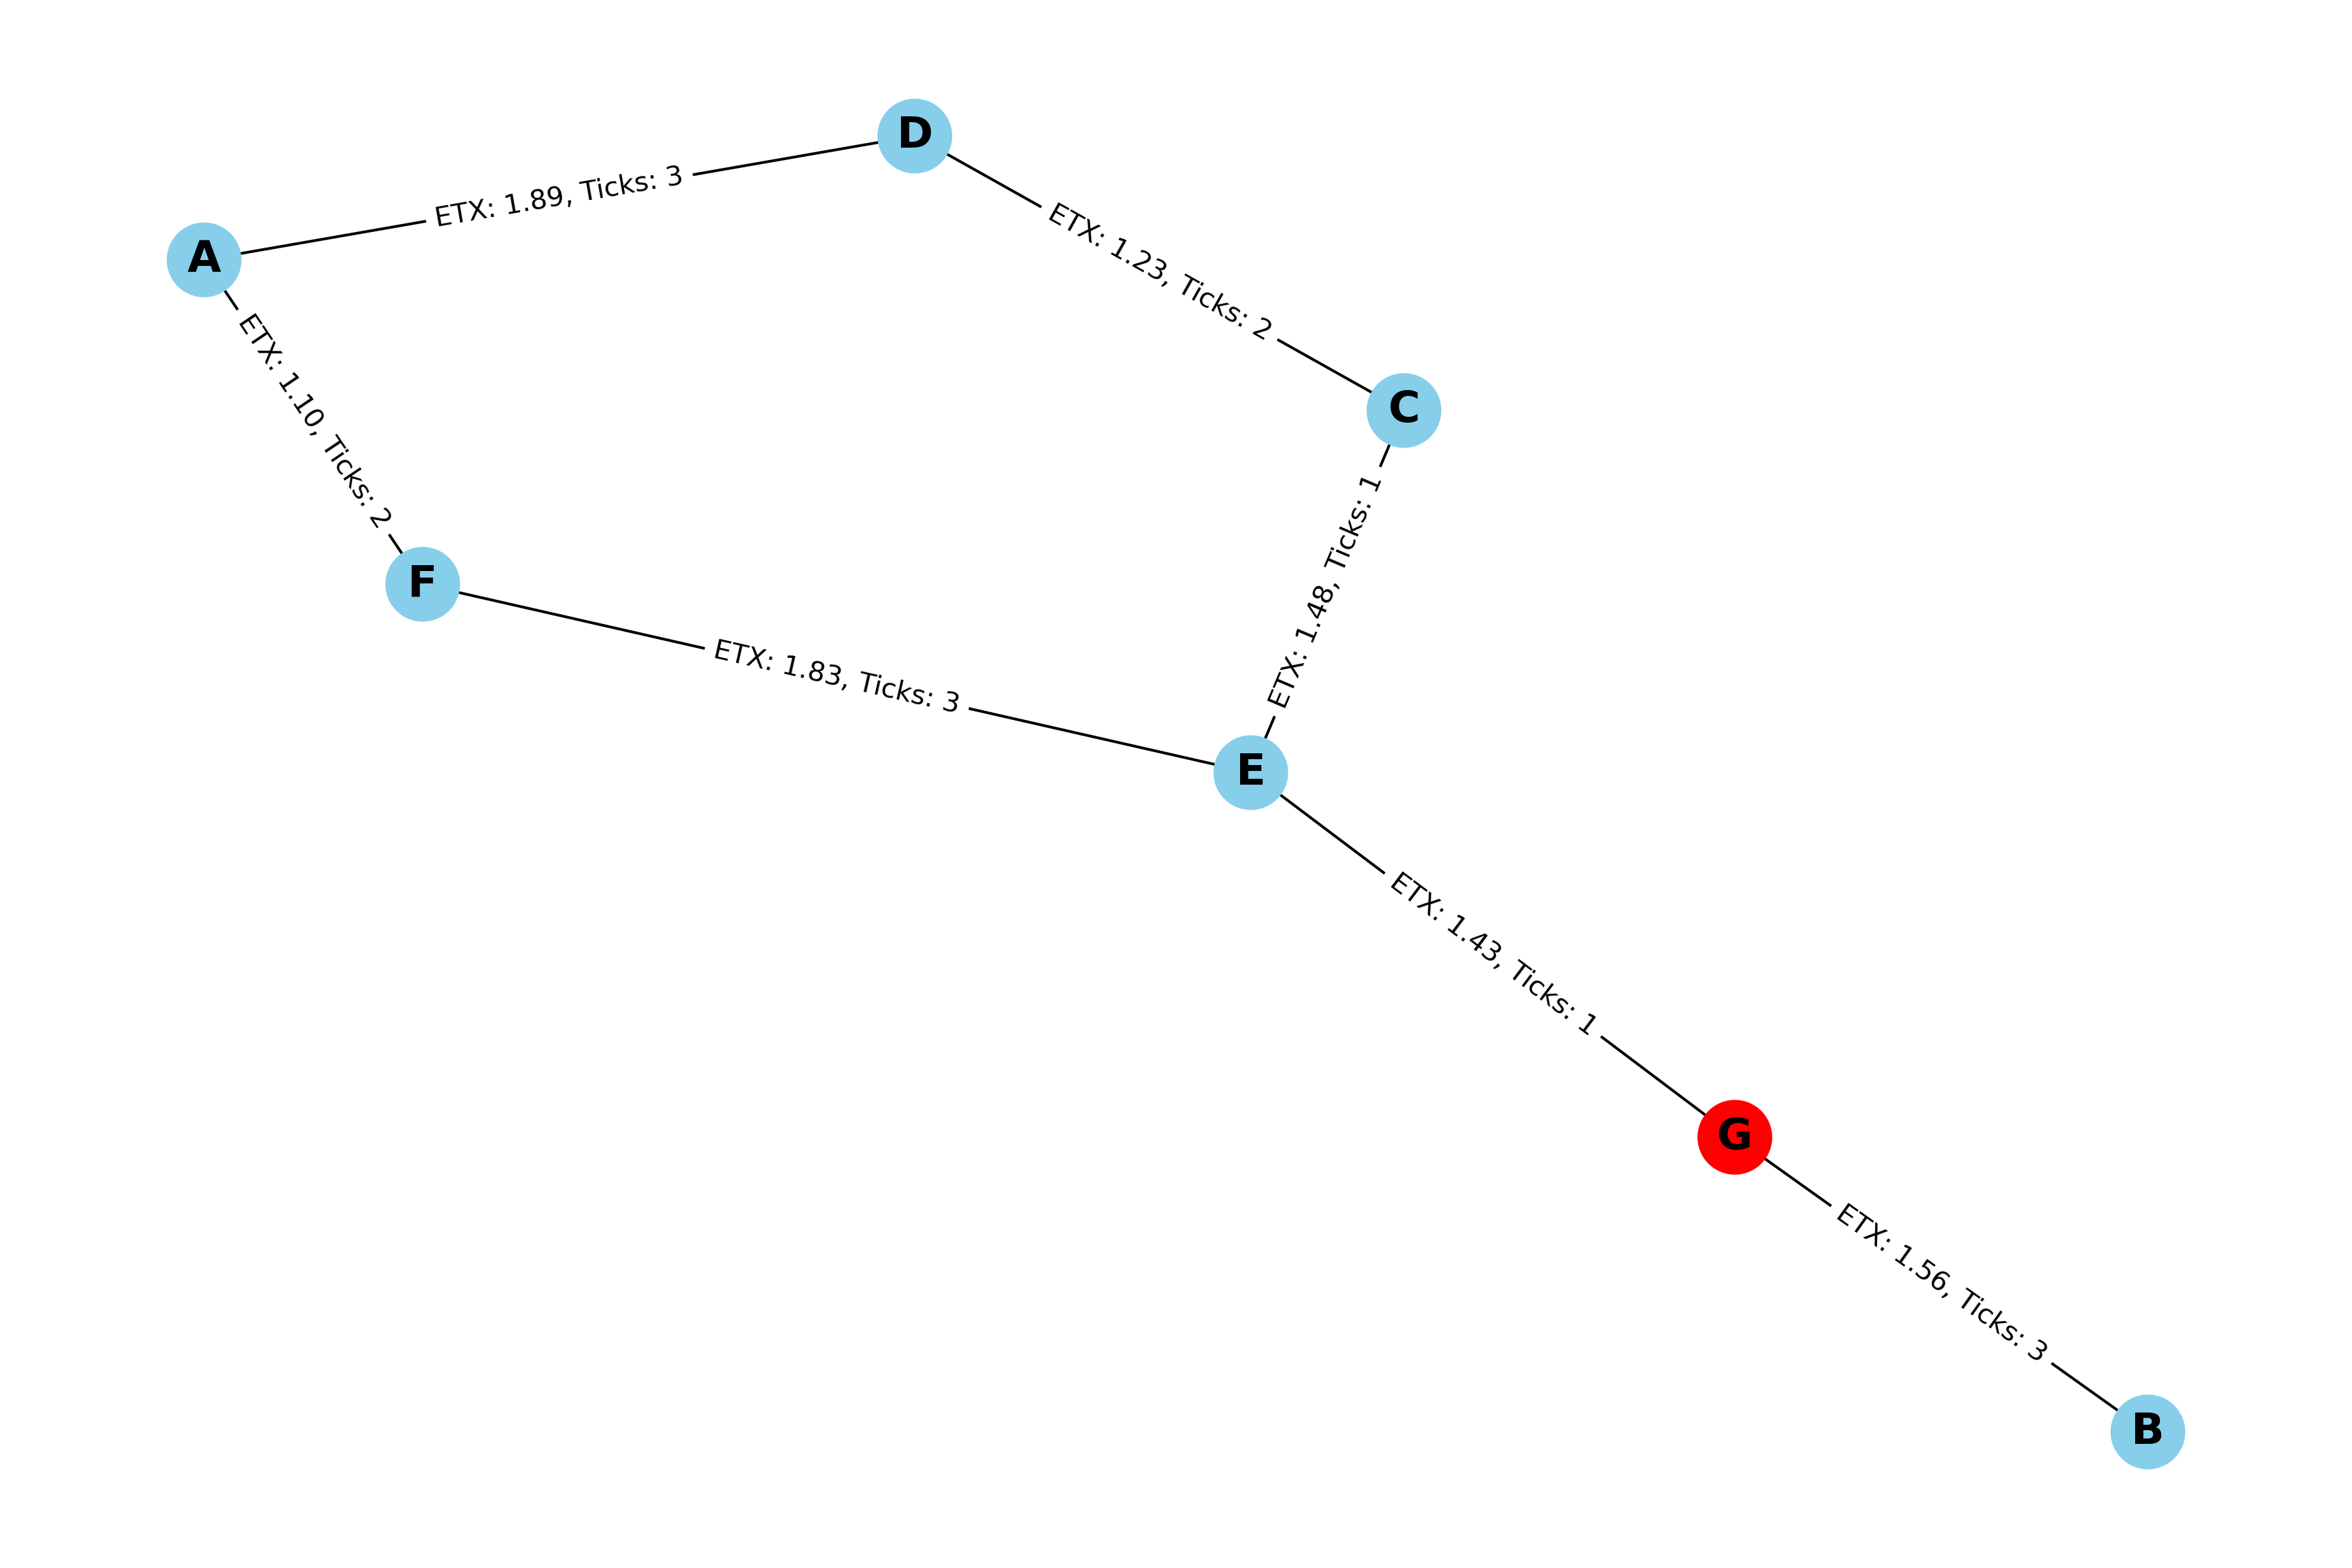 D
ETX: 1.89, Ticks: 3
A
ETX: 1.23, Ticks: 2
C
ETX: 1.10, Ticks: 2
F
ETX: 1.48, Ticks: 1
ETX: 1.83, Ticks: 3
E
ETX: 1.43, Ticks: 1
G
ETX: 1.56, Ticks: 3
B